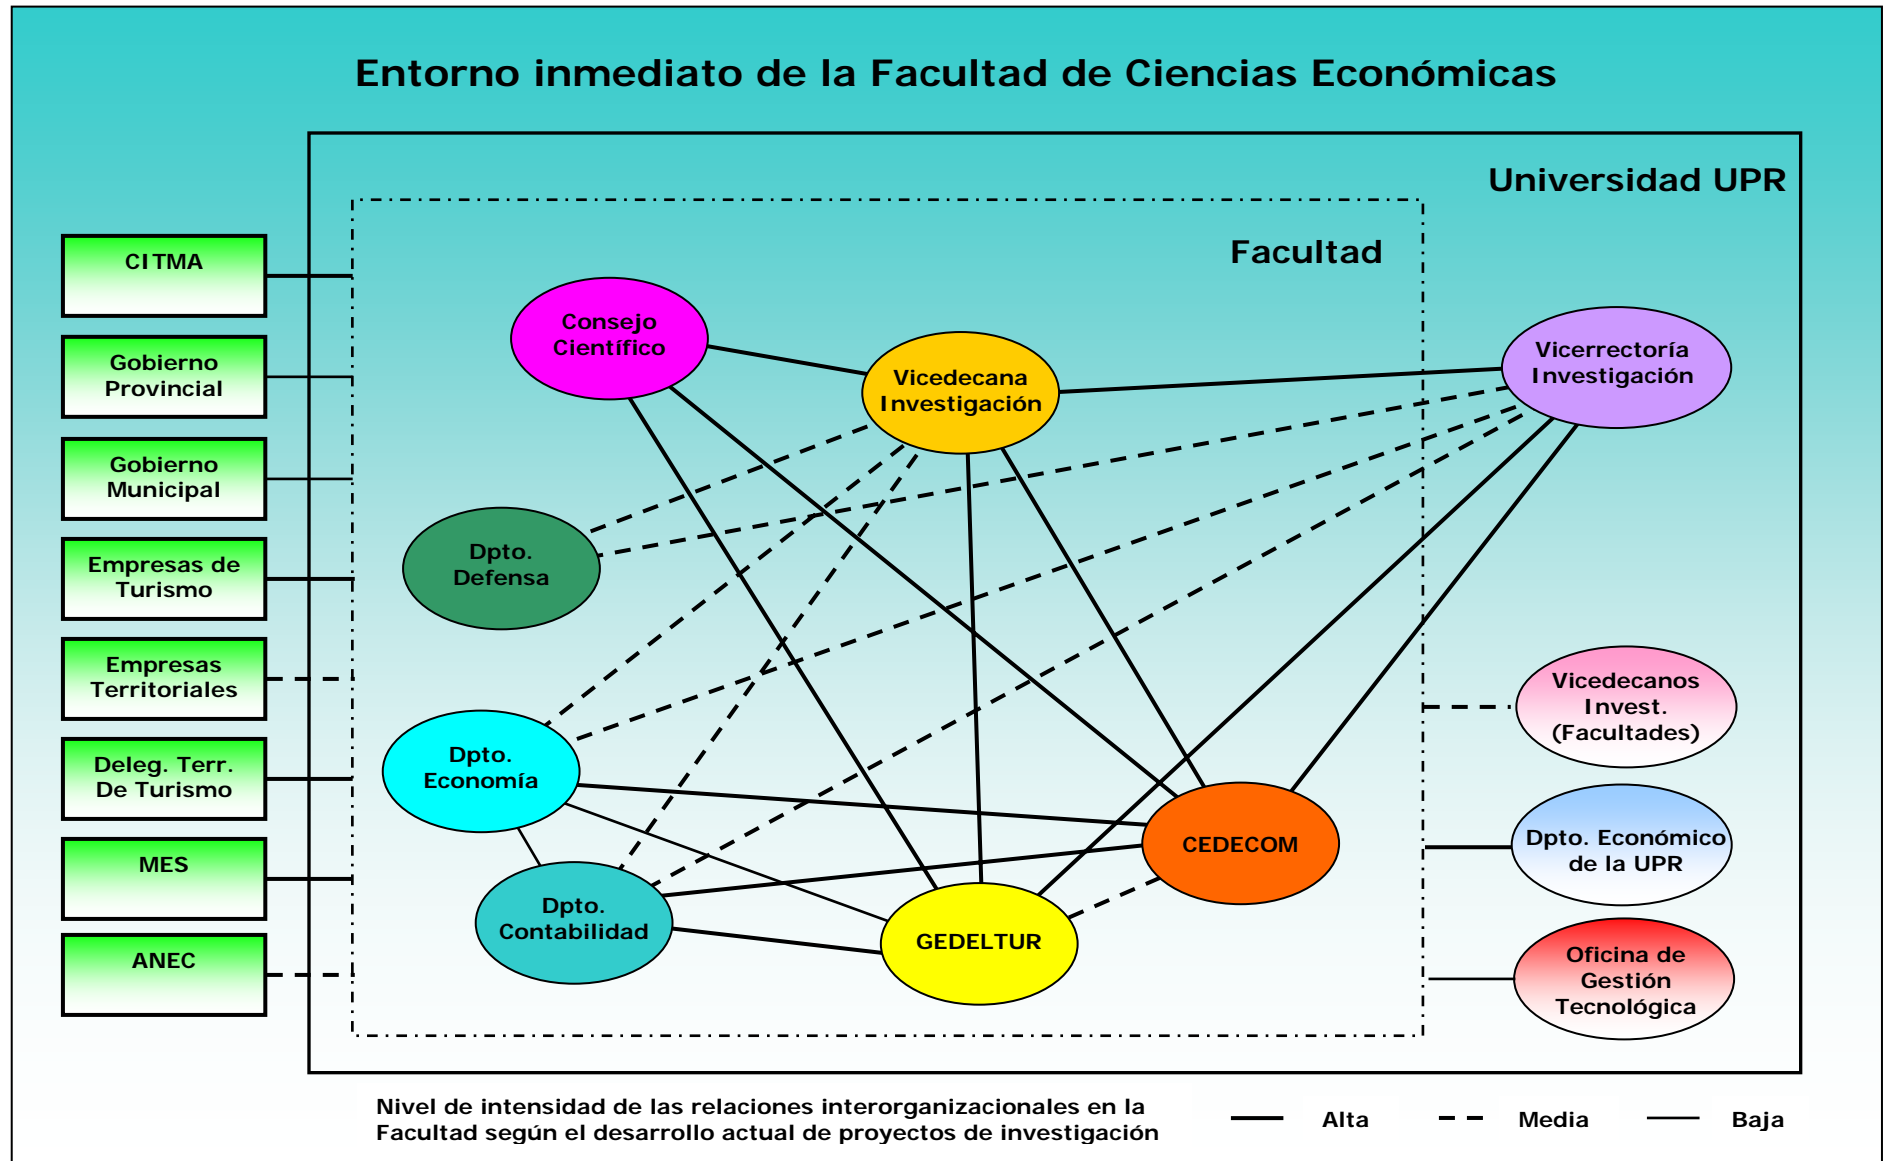 Entorno inmediato de la Facultad de Ciencias Económicas
Universidad UPR
Facultad
CITMA
Gobierno
Provincial
Gobierno
Municipal
Empresas de
Turismo
Empresas
Territoriales
Deleg. Terr.
De Turismo
MES
ANEC
Consejo
Científico
Vicedecana
Investigación
Vicerrectoría
Investigación
Dpto.
Defensa
Dpto.
Economía
Dpto.
Contabilidad
GEDELTUR
CEDECOM
Vicedecanos
Invest.
(Facultades)
Dpto. Económico
de la UPR
Oficina de
Gestión
Tecnológica
Nivel de intensidad de las relaciones interorganizacionales en la
Facultad según el desarrollo actual de proyectos de investigación
Alta
Media
Baja